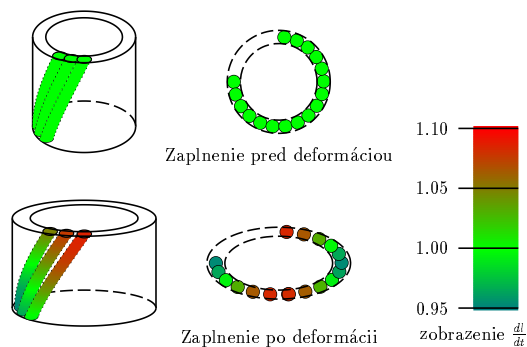 Zaplnenie pred deformáciou
1.10
1.05
1.00
0.95
Zaplnenie po deformácii
zobrazenie dl/dt